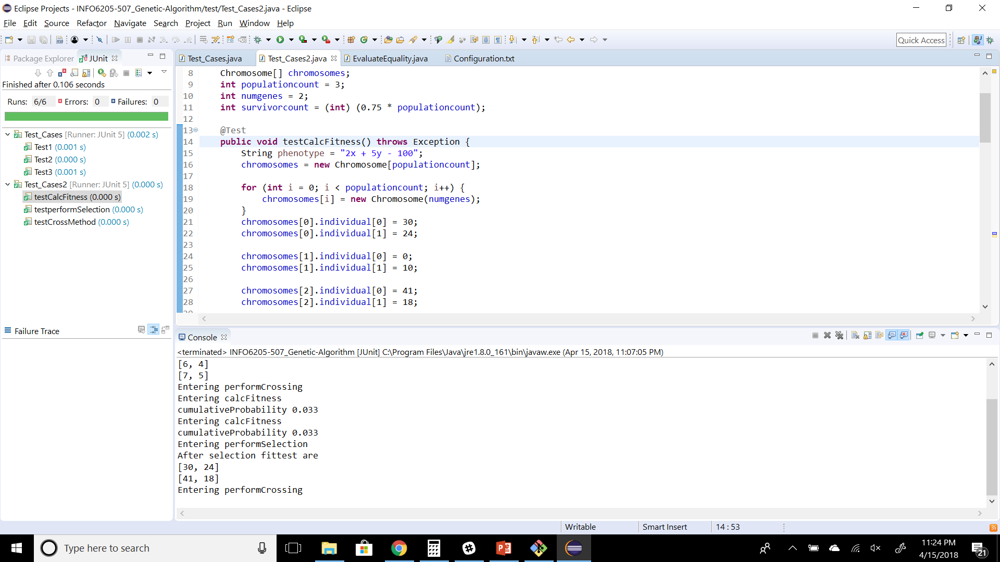 Eclipse Projects - INFO6205-507_Genetic-Algorithm/test/Test_Cases2.java - Eclipse
File Edit Source Refactor Navigate Search Project Run Window Help
Quick Access
Package Explorer JUnit
Finished after 0.106 seconds
Runs: 6/6 Errors: 0 Failures: 0
Test_Cases [Runner: JUnit 5] (0.002 s)
Test1 (0.001 s)
Test2 (0.000 s)
Test3 (0.001 s)
Test_Cases2 [Runner: JUnit 5] (0.000 s)
testCalcFitness (0.000 s)
testperformSelection (0.000 s)
testCrossMethod (0.000 s)
Failure Trace
Test_Cases.java Test_Cases2.java EvaluateEquality.java Configuration.txt
8 Chromosome[] chromosomes;
9 int populationcount = 3;
10 int numgenes = 2;
11 int survivorcount = (int) (0.75 * populationcount);
12
13 @Test
14 public void testCalcFitness() throws Exception {
15 String phenotype = "2x + 5y - 100";
16 chromosomes = new Chromosome[populationcount];
17
18 for (int i = 0; i < populationcount; i++) {
19 chromosomes[i] = new Chromosome(numgenes);
20 }
21 chromosomes[0].individual[0] = 30;
22 chromosomes[0].individual[1] = 24;
23
24 chromosomes[1].individual[0] = 0;
25 chromosomes[1].individual[1] = 10;
26
27 chromosomes[2].individual[0] = 41;
28 chromosomes[2].individual[1] = 18;
Console
<terminated> INFO6205-507_Genetic-Algorithm [JUnit] C:\Program Files\Java\jre1.8.0_161\bin\javaw.exe (Apr 15, 2018, 11:07:05 PM)
[6, 4]
[7, 5]
Entering performCrossing
Entering calcFitness
cumulativeProbability 0.033
Entering calcFitness
cumulativeProbability 0.033
Entering performSelection
After selection fittest are
[30, 24]
[41, 18]
Entering performCrossing
Writable Smart Insert 14 : 53
Type here to search
11:24 PM
4/15/2018
21